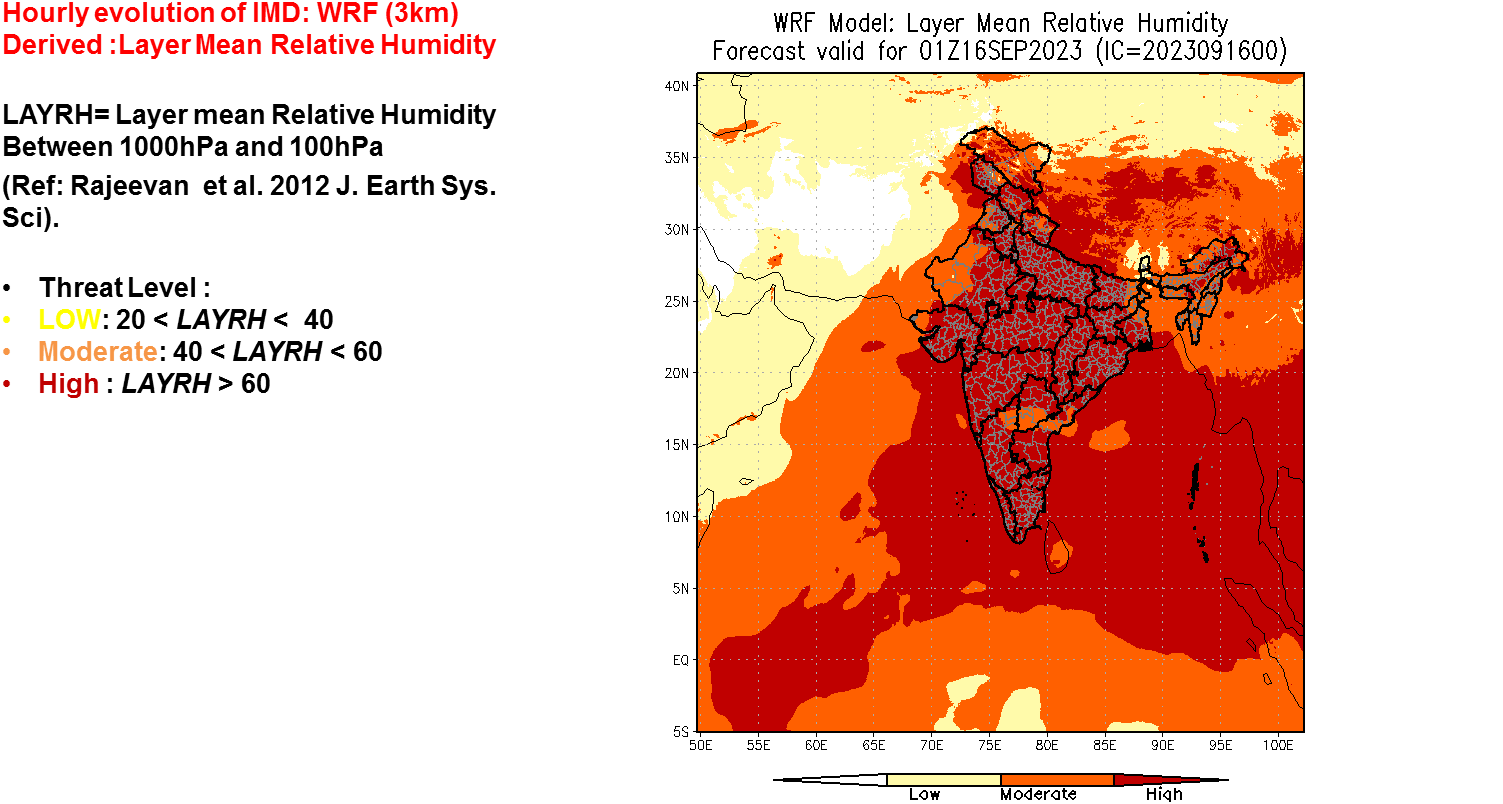 Hourly evolution of IMD: WRF (3km)
Derived :Layer Mean Relative Humidity
LAYRH= Layer mean Relative Humidity
Between 1000hPa and 100hPa
(Ref: Rajeevan et al. 2012 J. Earth Sys.
Sci).
• Threat Level :
• LOW: 20 < LAYRH < 40
• Moderate: 40 < LAYRH < 60
• High : LAYRH > 60
WRF Model: Layer Mean Relative Humidity
Forecast valid for 01Z16SEP2023 (IC=2023091600)
40N
35N
30N
25N
20N
15N
10N
5N
EQ
5S
50E 55E 60E 65E 70E 75E 80E 85E 90E 95E 100E
Low Moderate High